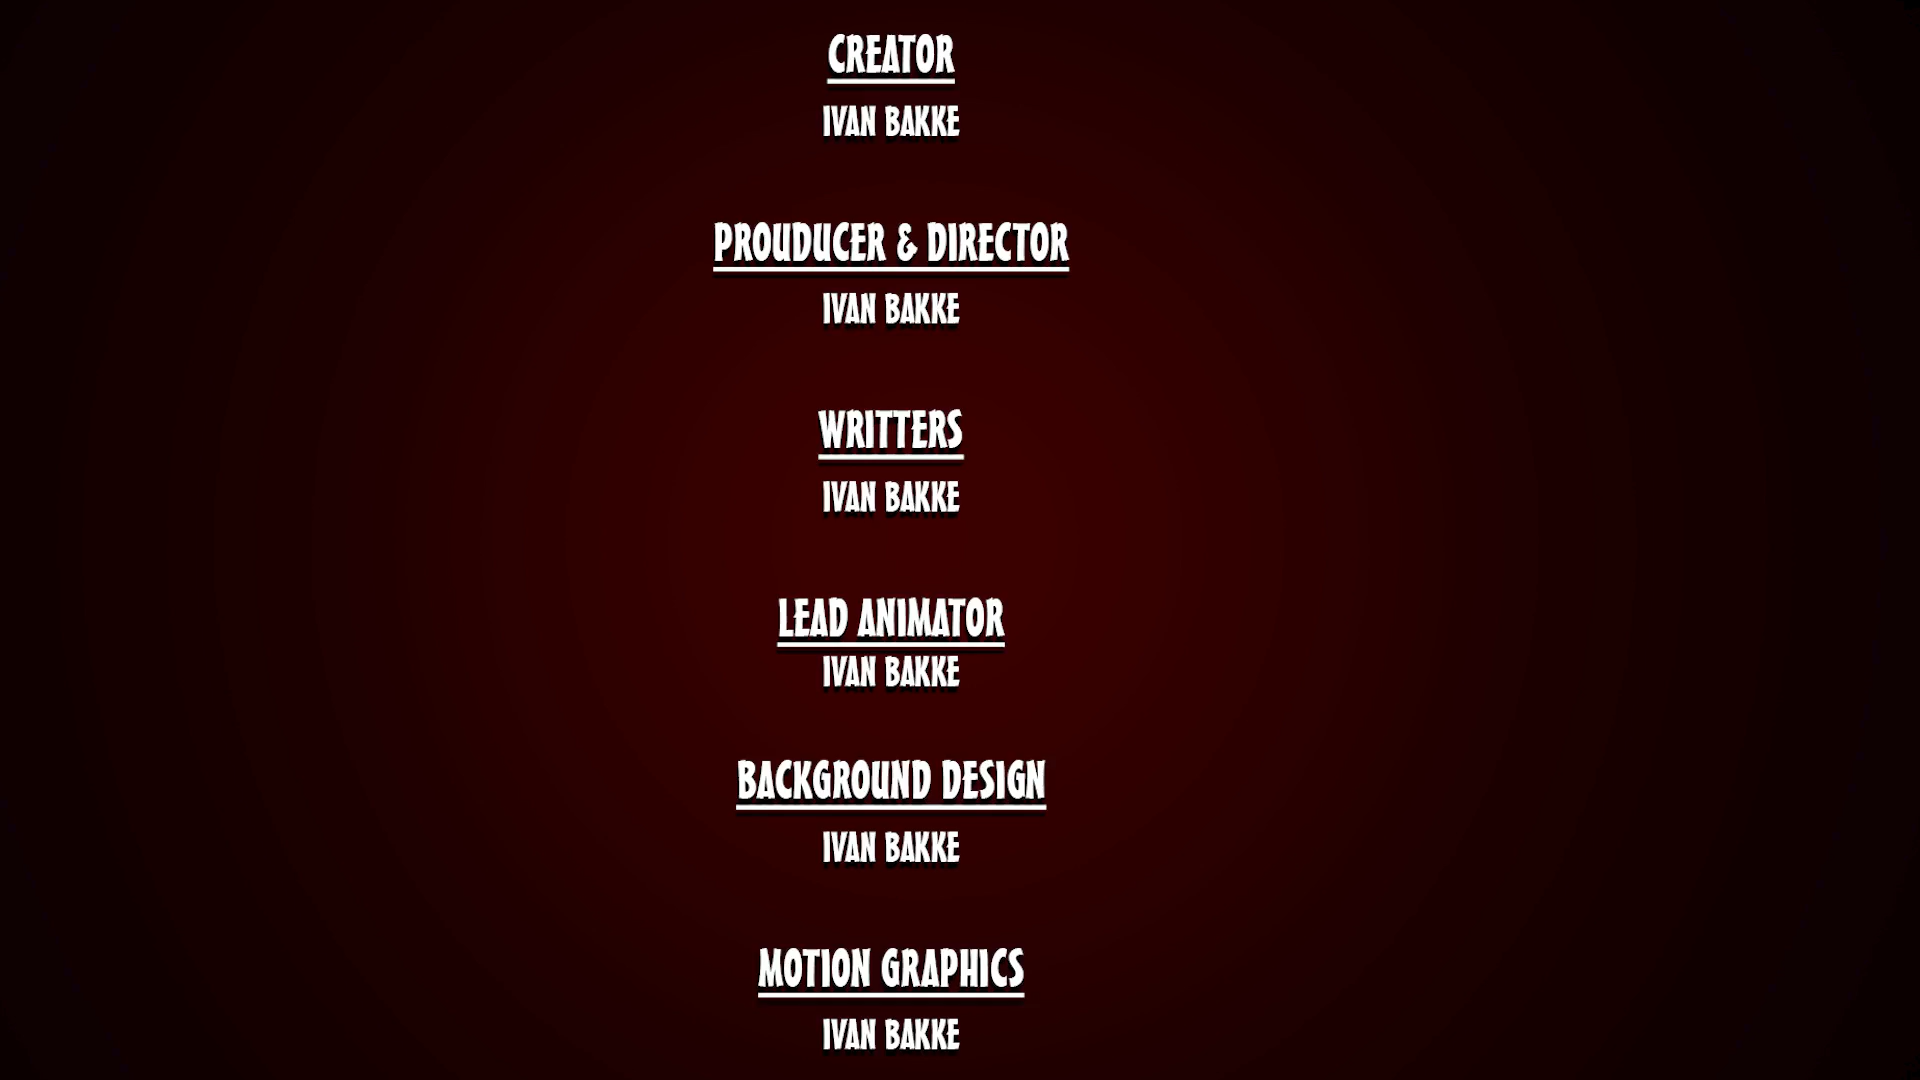 CREATOR
IVAN BAKKE
PROUDUCER & DIRECTOR
IVAN BAKKE
WRITTERS
IVAN BAKKE
LEAD ANIMATOR
IVAN BAKKE
BACKGROUND DESIGN
IVAN BAKKE
MOTION GRAPHICS
IVAN BAKKE